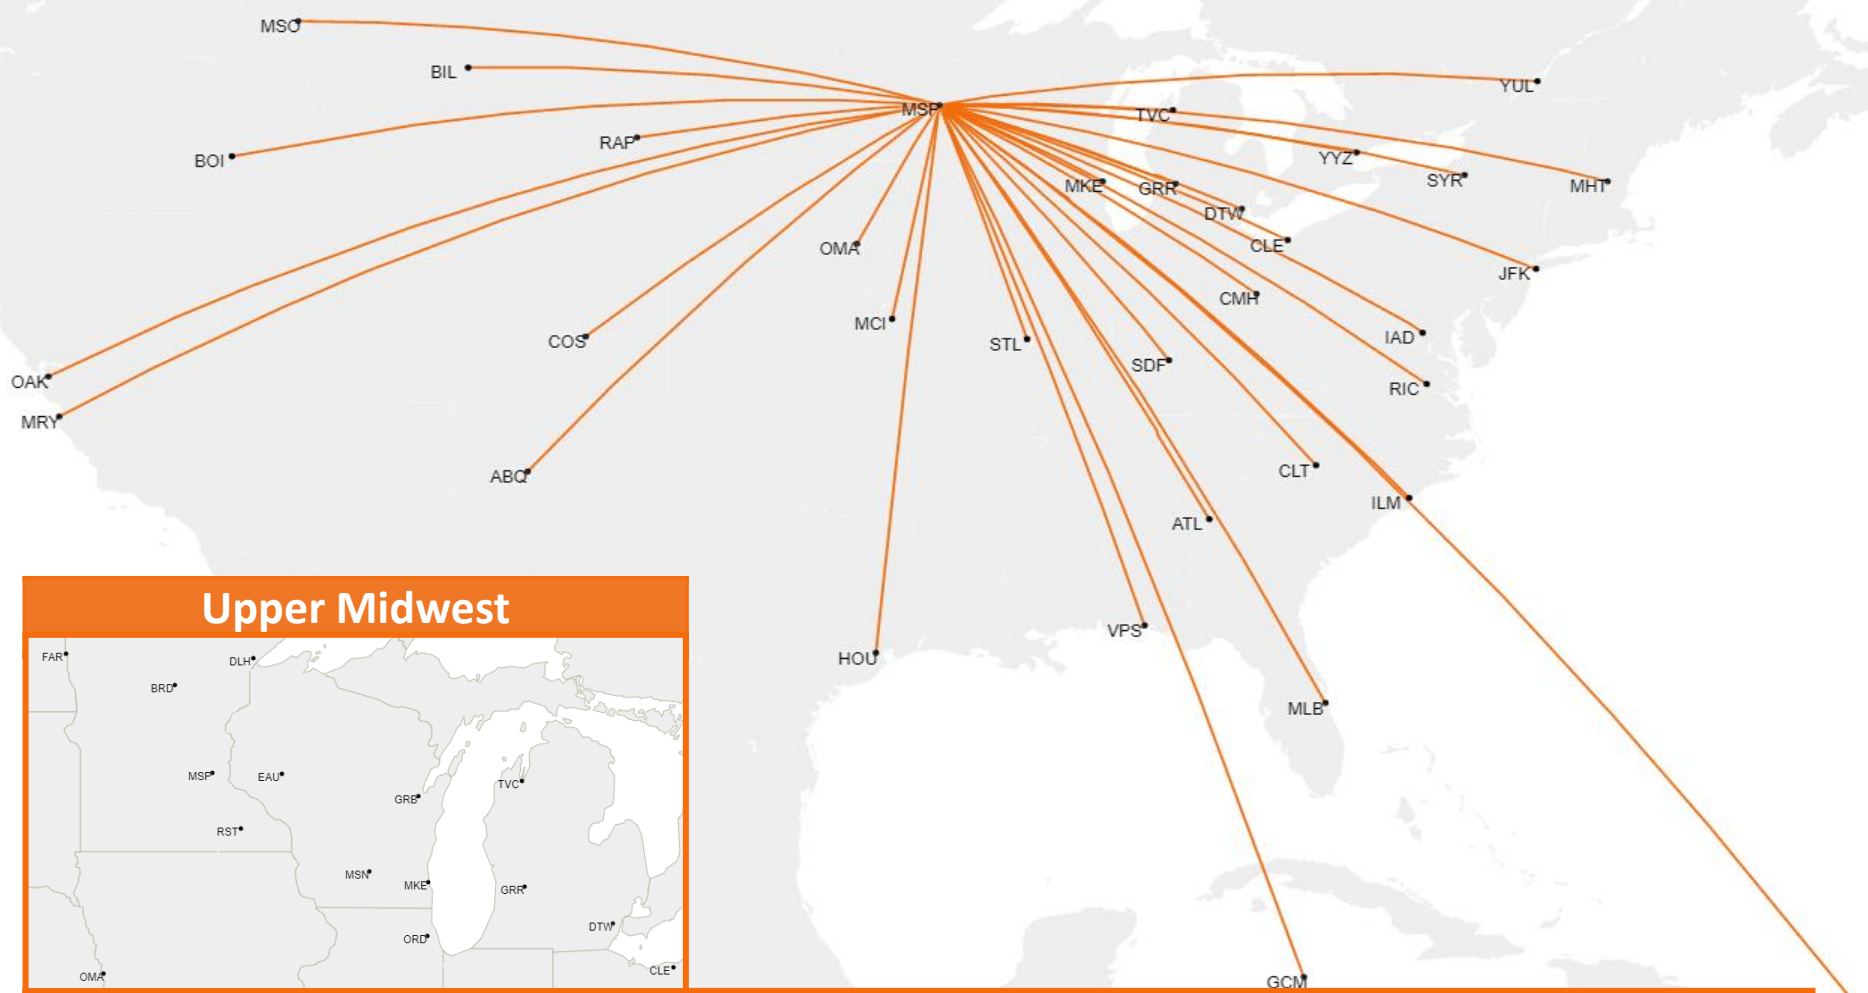 MSO
BIL
YUL
MSP
TVC
RAP
YYZ
BOI
SYR
MKE
GRR
MHT
DTW
OMA
CLE
JFK
CMH
MCI
COS
STL
IAD
SDF
OAK
RIC
MRY
CLT
ABQ
ILM
ATL
Upper Midwest
VPS
HOU
MLB
GCM
FAR
DLH
BRD
MSP
EAU
TVC
GRB
RST
MSN
MKE
GRR
DTW
ORD
CLE
OMA